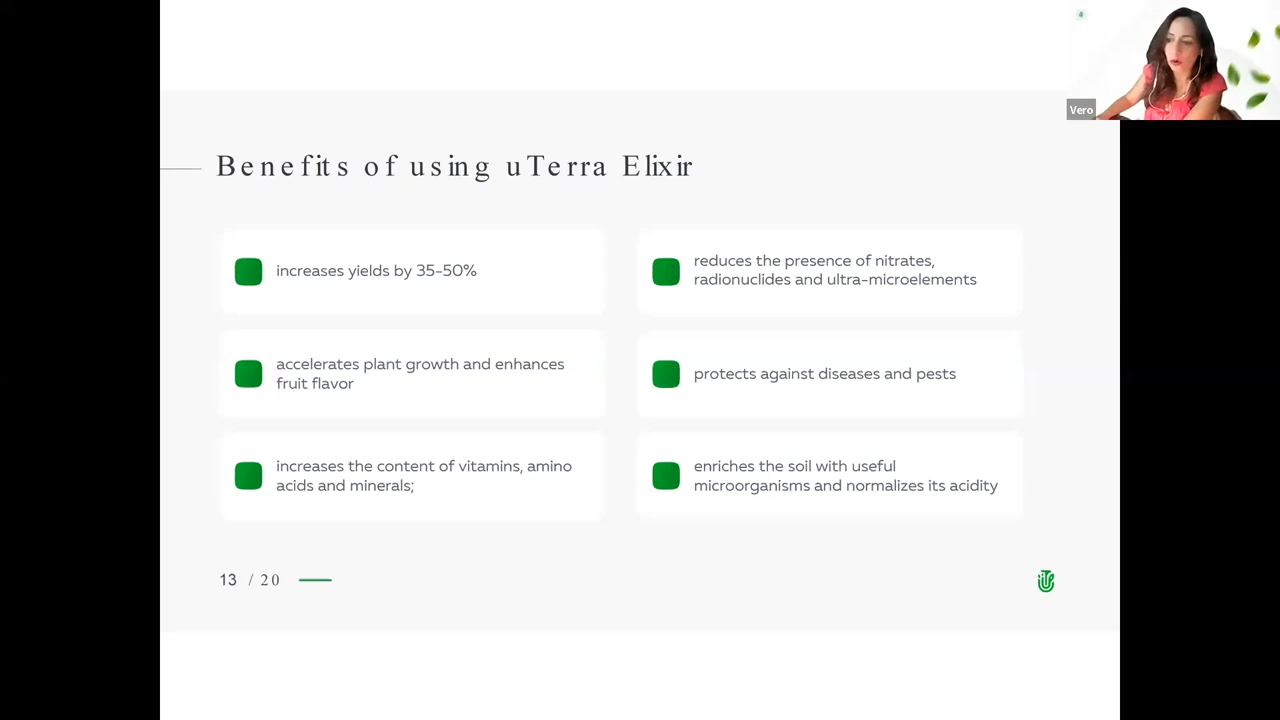 Vero
Benefits of using uTerra Elixir
increases yields by 35-50%
reduces the presence of nitrates,
radionuclides and ultra-microelements
accelerates plant growth and enhances
fruit flavor
protects against diseases and pests
increases the content of vitamins, amino
acids and minerals;
enriches the soil with useful
microorganisms and normalizes its acidity
13 / 20